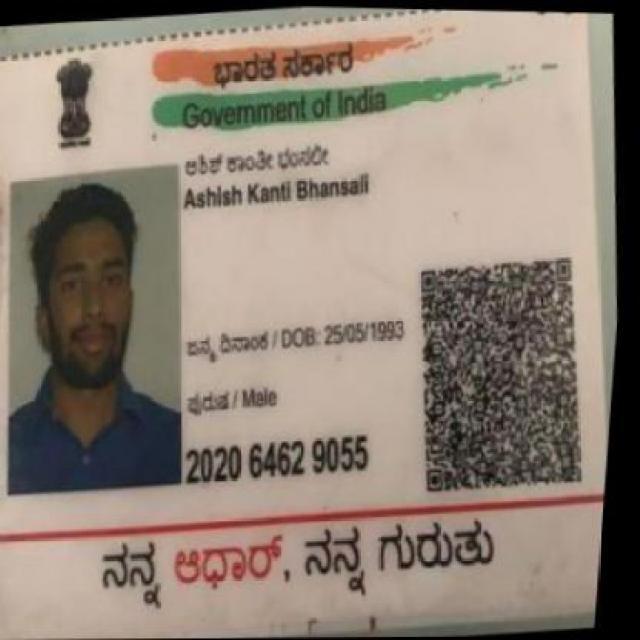 ಭಾರತ ಸರ್ಕಾರ
Government of India
ಆಶಿಶ್ ಕಾಂತೀ ಭಂಸಲೀ
Ashish Kanti Bhansali
ಜನ್ಮ ದಿನಾಂಕ / DOB: 25/05/1993
ಪುರುಷ / Male
2020 6462 9055
ನನ್ನ ಆಧಾರ್, ನನ್ನ ಗುರುತು